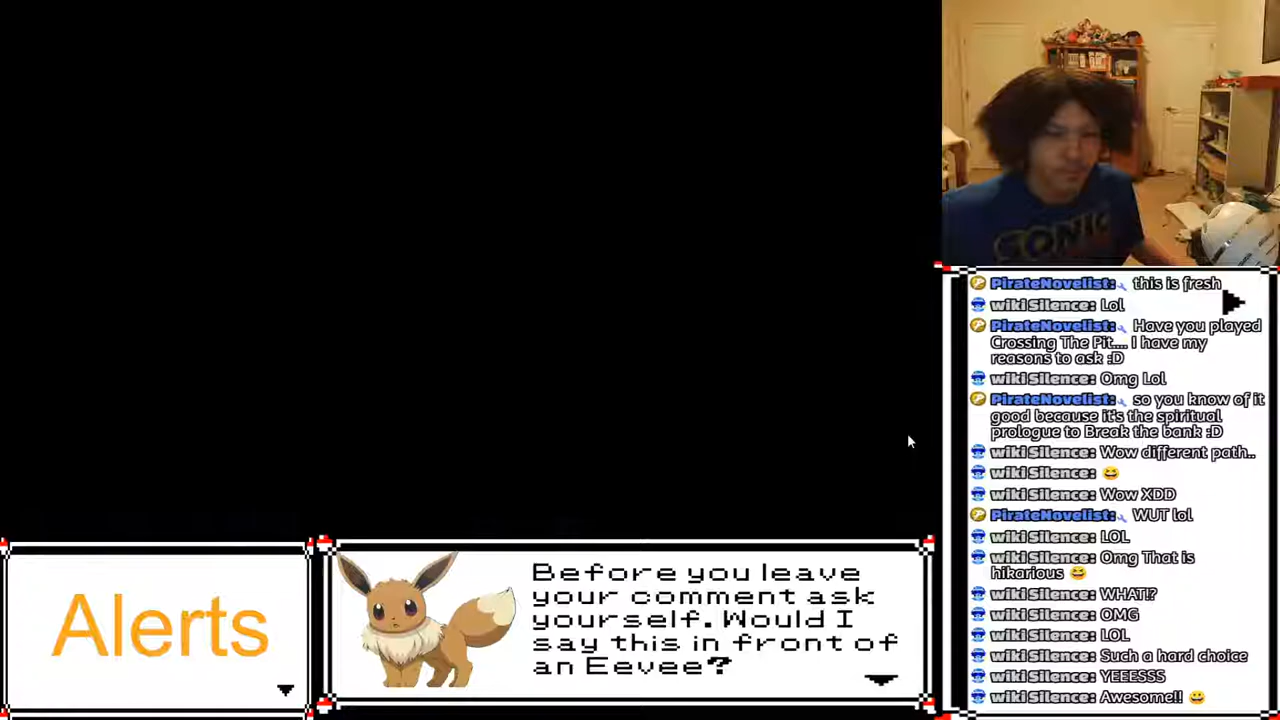 SONIC
PirateNovelist: this is fresh
wikiSilence: Lol
PirateNovelist: Have you played
Crossing The Pit.... I have my
reasons to ask :D
wikiSilence: Omg Lol
PirateNovelist: so you know of it
good because it's the spiritual
prologue to Break the bank :D
wikiSilence: Wow different path..
wikiSilence: 😆
wikiSilence: Wow XDD
PirateNovelist: WUT lol
wikiSilence: LOL
wikiSilence: Omg That is
hikarious 😆
wikiSilence: WHAT!?
wikiSilence: OMG
wikiSilence: LOL
wikiSilence: Such a hard choice
wikiSilence: YEEESSS
wikiSilence: Awesome!! 😀
Alerts
Before you leave
your comment ask
yourself. Would I
say this in front of
an Eevee?